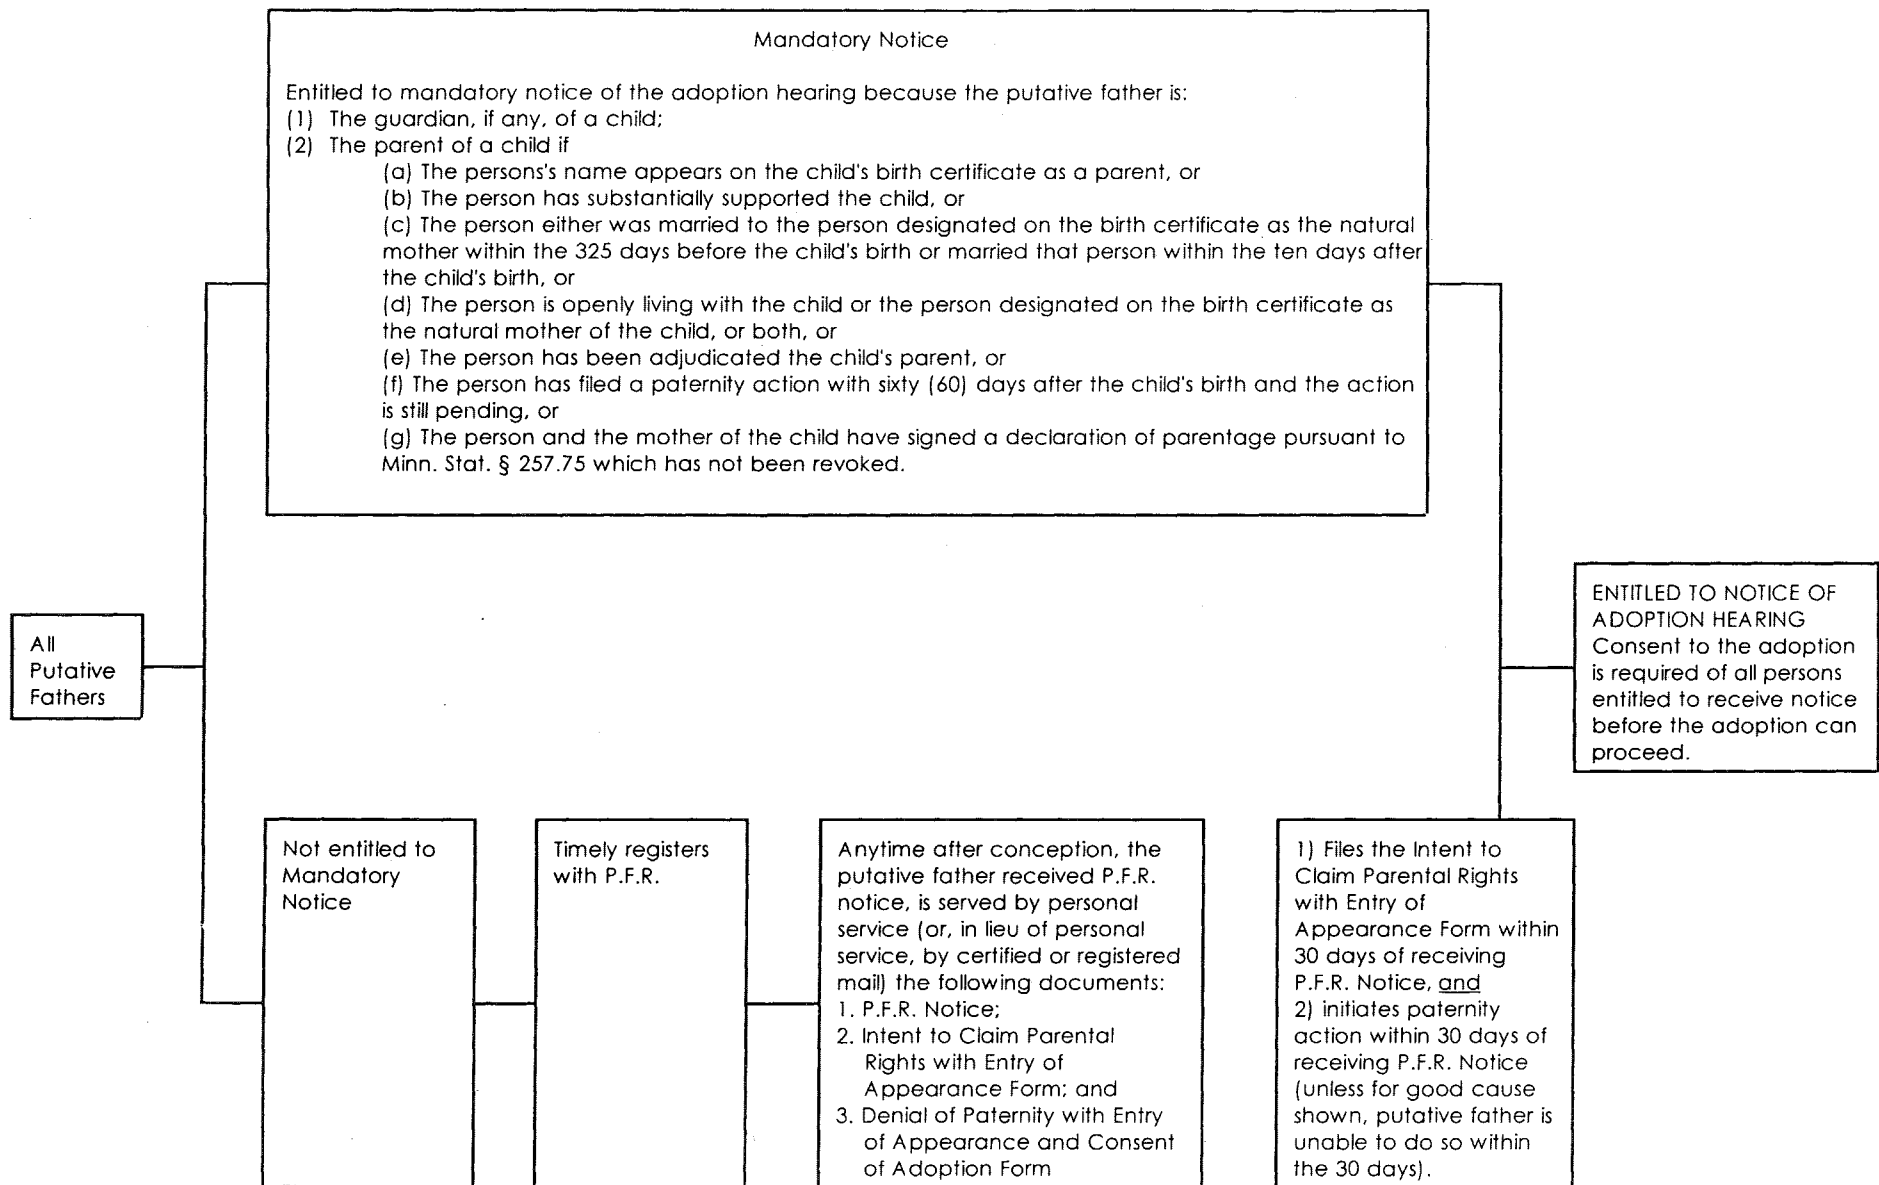 Mandatory Notice
Entitled to mandatory notice of the adoption hearing because the putative father is:
(1) The guardian, if any, of a child;
(2) The parent of a child if
(a) The persons's name appears on the child's birth certificate as a parent, or
(b) The person has substantially supported the child, or
(c) The person either was married to the person designated on the birth certificate as the natural
mother within the 325 days before the child's birth or married that person within the ten days after
the child's birth, or
(d) The person is openly living with the child or the person designated on the birth certificate as
the natural mother of the child, or both, or
(e) The person has been adjudicated the child's parent, or
(f) The person has filed a paternity action with sixty (60) days after the child's birth and the action
is still pending, or
(g) The person and the mother of the child have signed a declaration of parentage pursuant to
Minn. Stat. § 257.75 which has not been revoked.
All
Putative
Fathers
ENTITLED TO NOTICE OF
ADOPTION HEARING
Consent to the adoption
is required of all persons
entitled to receive notice
before the adoption can
proceed.
Not entitled to
Mandatory
Notice
Timely registers
with P.F.R.
Anytime after conception, the
putative father received P.F.R.
notice, is served by personal
service (or, in lieu of personal
service, by certified or registered
mail) the following documents:
1. P.F.R. Notice;
2. Intent to Claim Parental
Rights with Entry of
Appearance Form; and
3. Denial of Paternity with Entry
of Appearance and Consent
of Adoption Form
1) Files the Intent to
Claim Parental Rights
with Entry of
Appearance Form within
30 days of receiving
P.F.R. Notice, and
2) initiates paternity
action within 30 days of
receiving P.F.R. Notice
(unless for good cause
shown, putative father is
unable to do so within
the 30 days).